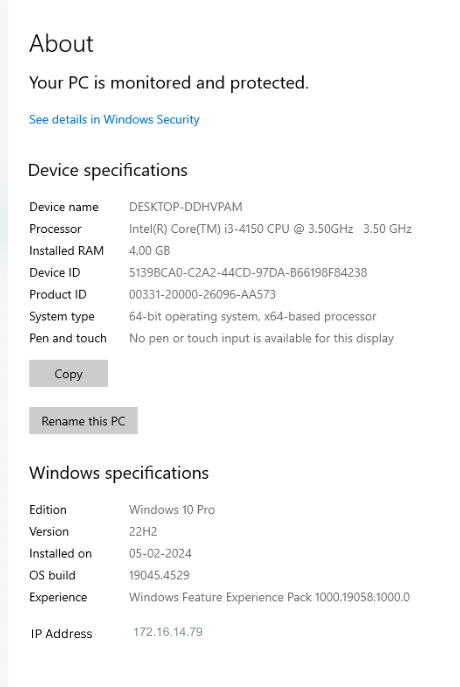 About
Your PC is monitored and protected.
See details in Windows Security
Device specifications
Device name DESKTOP-DDHVPAM
Processor Intel(R) Core(TM) i3-4150 CPU @ 3.50GHz 3.50 GHz
Installed RAM 4.00 GB
Device ID 5139BCA0-C2A2-44CD-97DA-B66198F84238
Product ID 00331-20000-26096-AA573
System type 64-bit operating system, x64-based processor
Pen and touch No pen or touch input is available for this display
Copy
Rename this PC
Windows specifications
Edition Windows 10 Pro
Version 22H2
Installed on 05-02-2024
OS build 19045.4529
Experience Windows Feature Experience Pack 1000.19058.1000.0
IP Address 172.16.14.79